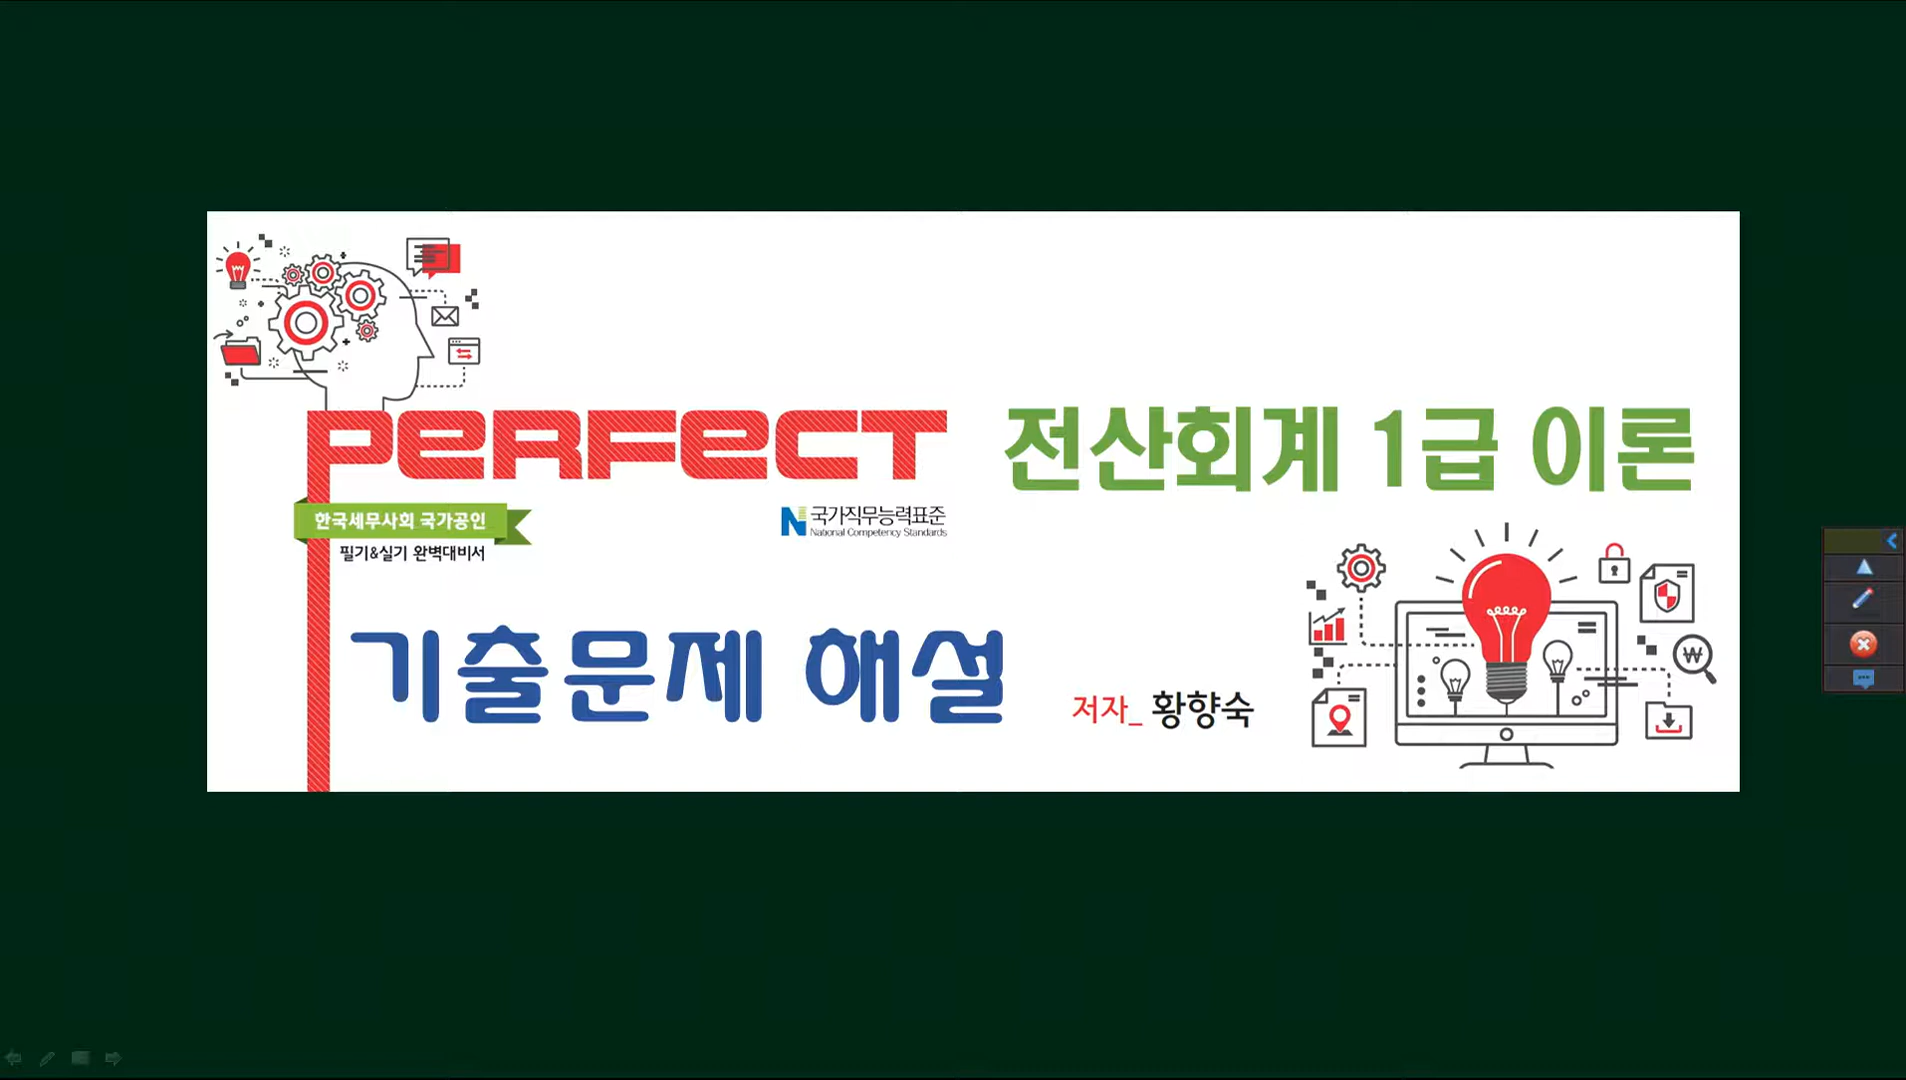 PERFECT 전산회계 1급 이론
한국세무사회 국가공인
필기&실기 완벽대비서
N 국가직무능력표준
National Competency Standards
기출문제 해설
저자_ 황향숙